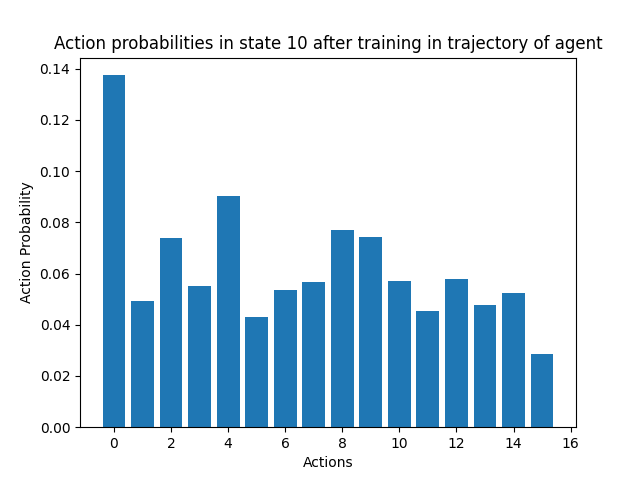 Action probabilities in state 10 after training in trajectory of agent
0.14
0.12
0.10
0.08
0.06
0.04
0.02
0.00
Action Probability
0 2 4 6 8 10 12 14 16
Actions